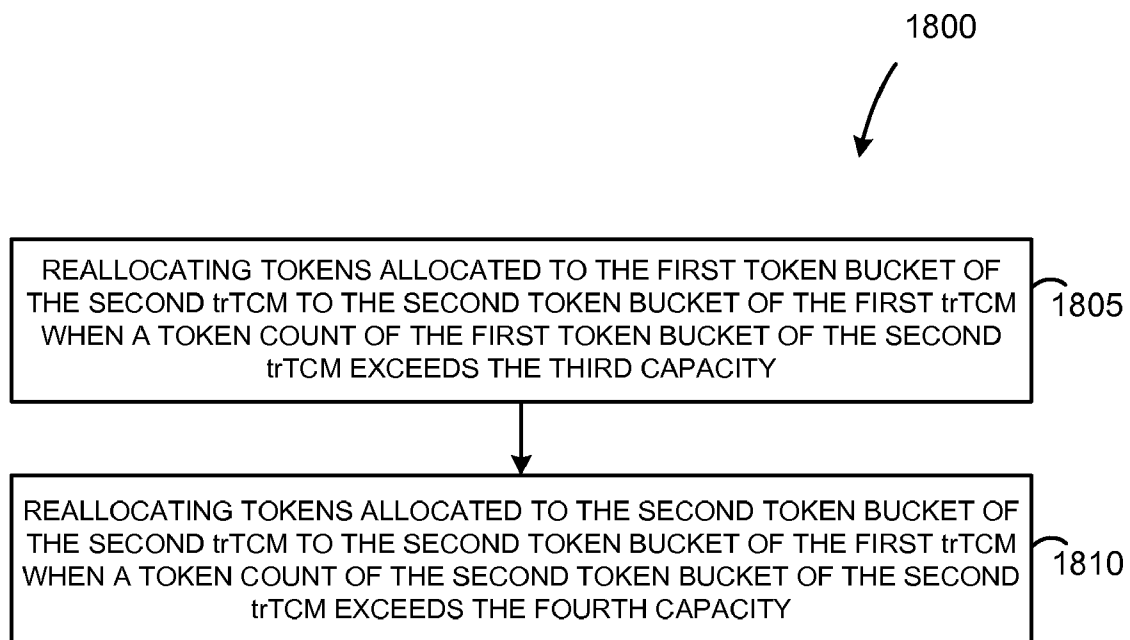 1800
REALLOCATING TOKENS ALLOCATED TO THE FIRST TOKEN BUCKET OF
THE SECOND trTCM TO THE SECOND TOKEN BUCKET OF THE FIRST trTCM
WHEN A TOKEN COUNT OF THE FIRST TOKEN BUCKET OF THE SECOND
trTCM EXCEEDS THE THIRD CAPACITY
1805
REALLOCATING TOKENS ALLOCATED TO THE SECOND TOKEN BUCKET OF
THE SECOND trTCM TO THE SECOND TOKEN BUCKET OF THE FIRST trTCM
WHEN A TOKEN COUNT OF THE SECOND TOKEN BUCKET OF THE SECOND
trTCM EXCEEDS THE FOURTH CAPACITY
1810